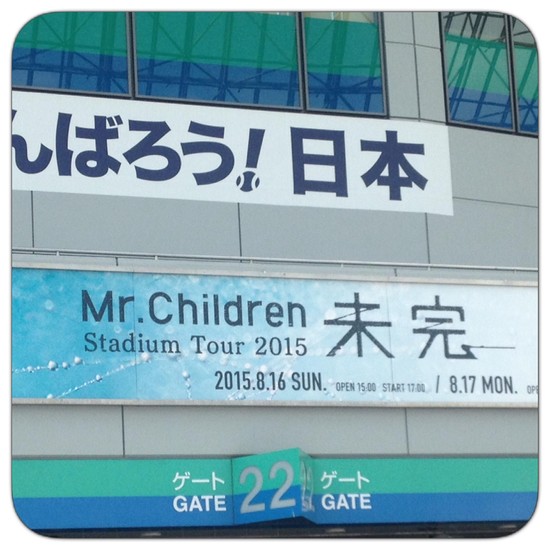 んばろう!日本
Mr.Children 未完
Stadium Tour 2015
2015.8.16 SUN. OPEN 15:00 START 17:00 / 8.17 MON.
ゲート 22 ゲート
GATE GATE